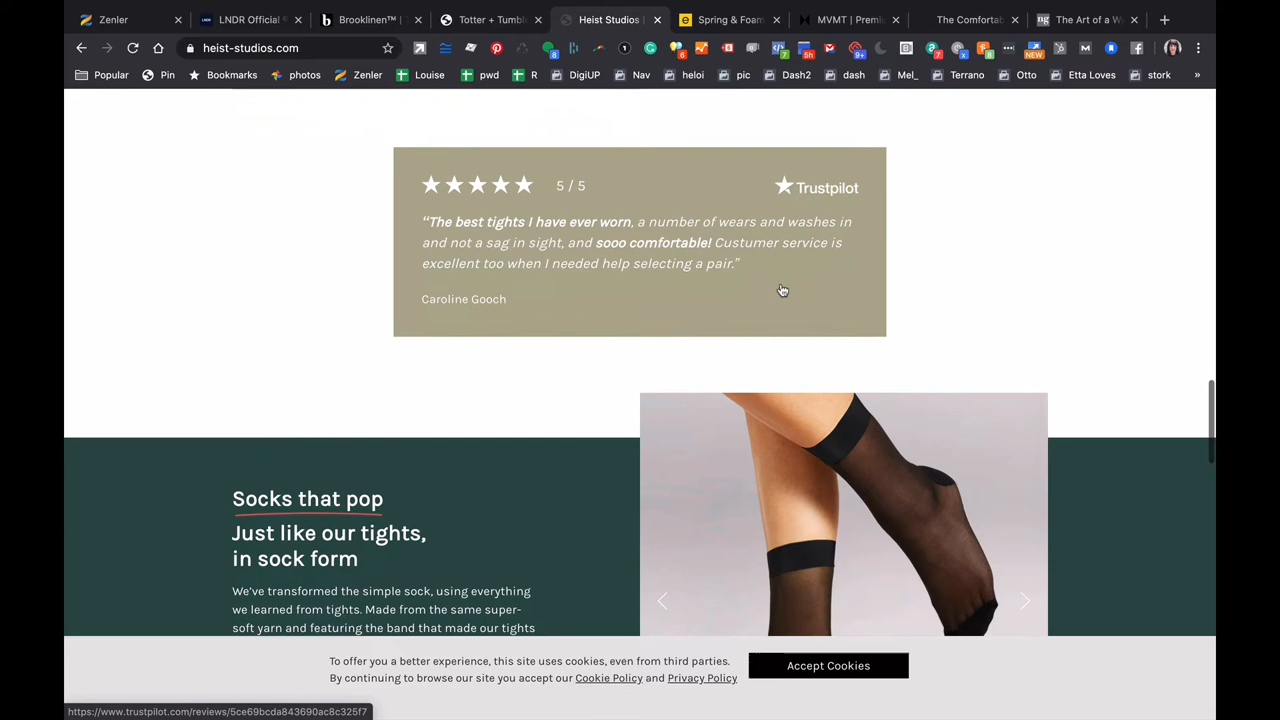 Zenler
LNDR Official
Brooklinen™ |
Totter + Tumbl
Heist Studios |
Spring & Foam
MVMT | Premi
The Comfortab
The Art of a W
heist-studios.com
Popular
Pin
Bookmarks
photos
Zenler
Louise
pwd
R
DigiUP
Nav
heloi
pic
Dash2
dash
Mel_
Terrano
Otto
Etta Loves
stork
5 / 5
Trustpilot
“The best tights I have ever worn, a number of wears and washes in
and not a sag in sight, and sooo comfortable! Custumer service is
excellent too when I needed help selecting a pair.”
Caroline Gooch
Socks that pop
Just like our tights,
in sock form
We’ve transformed the simple sock, using everything
we learned from tights. Made from the same super-
soft yarn and featuring the band that made our tights
To offer you a better experience, this site uses cookies, even from third parties.
By continuing to browse our site you accept our Cookie Policy and Privacy Policy
Accept Cookies
https://www.trustpilot.com/reviews/5ce69bcda843690ac8c325f7